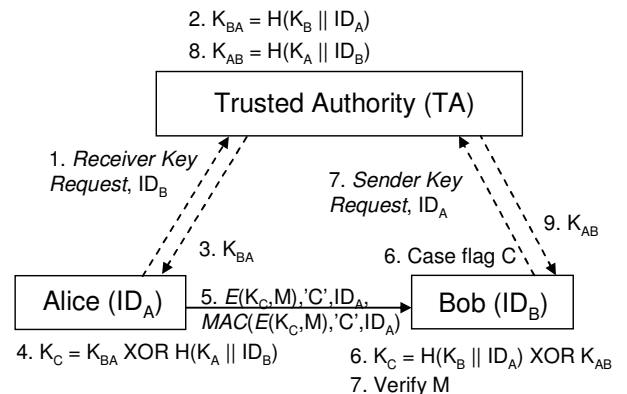 2. K_BA = H(K_B || ID_A)
8. K_AB = H(K_A || ID_B)
Trusted Authority (TA)
1. Receiver Key
Request, ID_B
7. Sender Key
Request, ID_A
3. K_BA
9. K_AB
6. Case flag C
Alice (ID_A)
5. E(K_C,M),'C',ID_A,
MAC(E(K_C,M),'C',ID_A)
Bob (ID_B)
4. K_C = K_BA XOR H(K_A || ID_B)
6. K_C = H(K_B || ID_A) XOR K_AB
7. Verify M